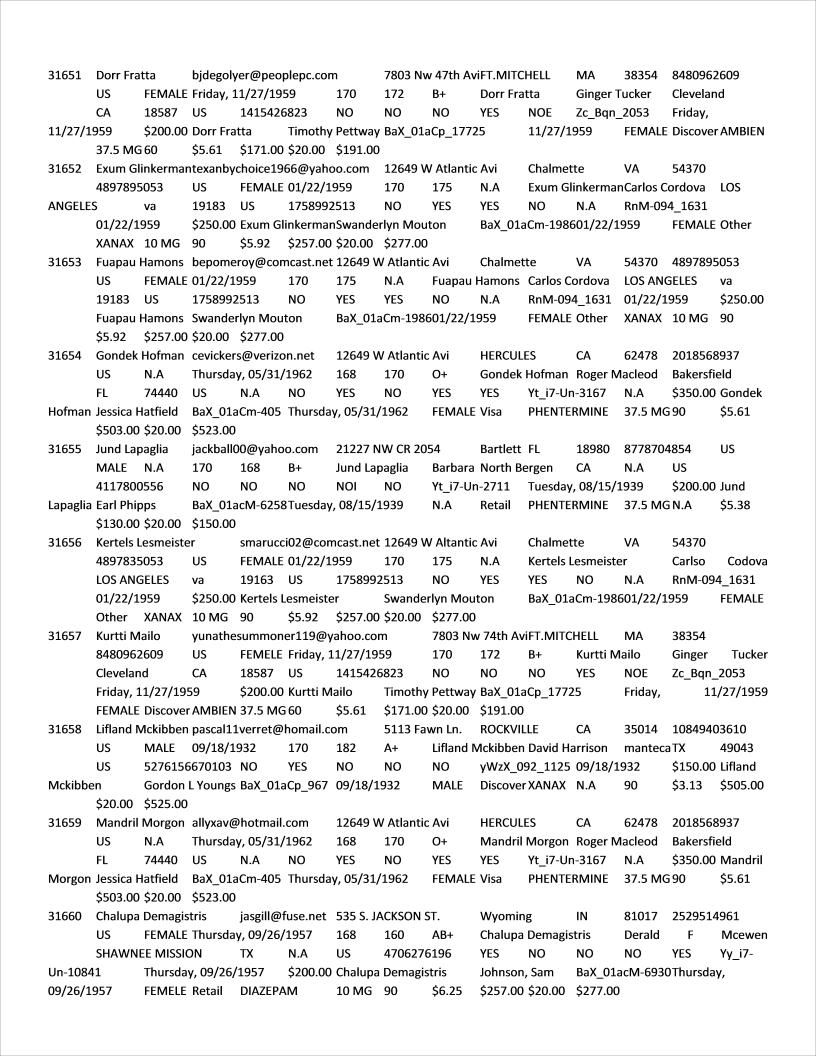 31651 Dorr Fratta bjdegolyer@peoplepc.com 7803 Nw 47th AviFT.MITCHELL MA 38354 8480962609
US FEMALE Friday, 11/27/1959 170 172 B+ Dorr Fratta Ginger Tucker Cleveland
CA 18587 US 1415426823 NO NO NO YES NOE Zc_Bqn_2053 Friday,
11/27/1959 $200.00 Dorr Fratta Timothy Pettway BaX_01aCp_17725 11/27/1959 FEMALE Discover AMBIEN
37.5 MG 60 $5.61 $171.00 $20.00 $191.00
31652 Exum Glinkermantexanbychoice1966@yahoo.com 12649 W Atlantic Avi Chalmette VA 54370
4897895053 US FEMALE 01/22/1959 170 175 N.A Exum GlinkermanCarlos Cordova LOS
ANGELES va 19183 US 1758992513 NO YES YES NO N.A RnM-094_1631
01/22/1959 $250.00 Exum GlinkermanSwanderlyn Mouton BaX_01aCm-198601/22/1959 FEMALE Other
XANAX 10 MG 90 $5.92 $257.00 $20.00 $277.00
31653 Fuapau Hamons bepomeroy@comcast.net 12649 W Atlantic Avi Chalmette VA 54370 4897895053
US FEMALE 01/22/1959 170 175 N.A Fuapau Hamons Carlos Cordova LOS ANGELES va
19183 US 1758992513 NO YES YES NO N.A RnM-094_1631 01/22/1959 $250.00
Fuapau Hamons Swanderlyn Mouton BaX_01aCm-198601/22/1959 FEMALE Other XANAX 10 MG 90
$5.92 $257.00 $20.00 $277.00
31654 Gondek Hofman cevickers@verizon.net 12649 W Atlantic Avi HERCULES CA 62478 2018568937
US N.A Thursday, 05/31/1962 168 170 O+ Gondek Hofman Roger Macleod Bakersfield
FL 74440 US N.A NO YES NO YES YES Yt_i7-Un-3167 N.A $350.00 Gondek
Hofman Jessica Hatfield BaX_01aCm-405 Thursday, 05/31/1962 FEMALE Visa PHENTERMINE 37.5 MG 90 $5.61
$503.00 $20.00 $523.00
31655 Jund Lapaglia jackball00@yahoo.com 21227 NW CR 2054 Bartlett FL 18980 8778704854 US
MALE N.A 170 168 B+ Jund Lapaglia Barbara North Bergen CA N.A US
4117800556 NO NO NO NOI NO Yt_i7-Un-2711 Tuesday, 08/15/1939 $200.00 Jund
Lapaglia Earl Phipps BaX_01acM-6258Tuesday, 08/15/1939 N.A Retail PHENTERMINE 37.5 MG N.A $5.38
$130.00 $20.00 $150.00
31656 Kertels Lesmeister smarucci02@comcast.net 12649 W Altantic Avi Chalmette VA 54370
4897835053 US FEMALE 01/22/1959 170 175 N.A Kertels Lesmeister Carlso Codova
LOS ANGELES va 19163 US 1758992513 NO YES YES NO N.A RnM-094_1631
01/22/1959 $250.00 Kertels Lesmeister Swanderlyn Mouton BaX_01aCm-198601/22/1959 FEMALE
Other XANAX 10 MG 90 $5.92 $257.00 $20.00 $277.00
31657 Kurtti Mailo yunathesummoner119@yahoo.com 7803 Nw 74th AviFT.MITCHELL MA 38354
8480962609 US FEMELE Friday, 11/27/1959 170 172 B+ Kurtti Mailo Ginger Tucker
Cleveland CA 18587 US 1415426823 NO NO NO YES NOE Zc_Bqn_2053
Friday, 11/27/1959 $200.00 Kurtti Mailo Timothy Pettway BaX_01aCp_17725 Friday, 11/27/1959
FEMALE Discover AMBIEN 37.5 MG 60 $5.61 $171.00 $20.00 $191.00
31658 Lifland Mckibben pascal11verret@homail.com 5113 Fawn Ln. ROCKVILLE CA 35014 10849403610
US MALE 09/18/1932 170 182 A+ Lifland Mckibben David Harrison manteca TX 49043
US 5276156670103 NO YES NO NO NO yWzX_092_1125 09/18/1932 $150.00 Lifland
Mckibben Gordon L Youngs BaX_01aCp_967 09/18/1932 MALE Discover XANAX N.A 90 $3.13 $505.00
$20.00 $525.00
31659 Mandril Morgon allyxav@hotmail.com 12649 W Atlantic Avi HERCULES CA 62478 2018568937
US N.A Thursday, 05/31/1962 168 170 O+ Mandril Morgon Roger Macleod Bakersfield
FL 74440 US N.A NO YES NO YES YES Yt_i7-Un-3167 N.A $350.00 Mandril
Morgon Jessica Hatfield BaX_01aCm-405 Thursday, 05/31/1962 FEMALE Visa PHENTERMINE 37.5 MG 90 $5.61
$503.00 $20.00 $523.00
31660 Chalupa Demagistris jasgill@fuse.net 535 S. JACKSON ST. Wyoming IN 81017 2529514961
US FEMALE Thursday, 09/26/1957 168 160 AB+ Chalupa Demagistris Derald F Mcewen
SHAWNEE MISSION TX N.A US 4706276196 YES NO NO NO YES Yy_i7-
Un-10841 Thursday, 09/26/1957 $200.00 Chalupa Demagistris Johnson, Sam BaX_01acM-6930Thursday,
09/26/1957 FEMELE Retail DIAZEPAM 10 MG 90 $6.25 $257.00 $20.00 $277.00